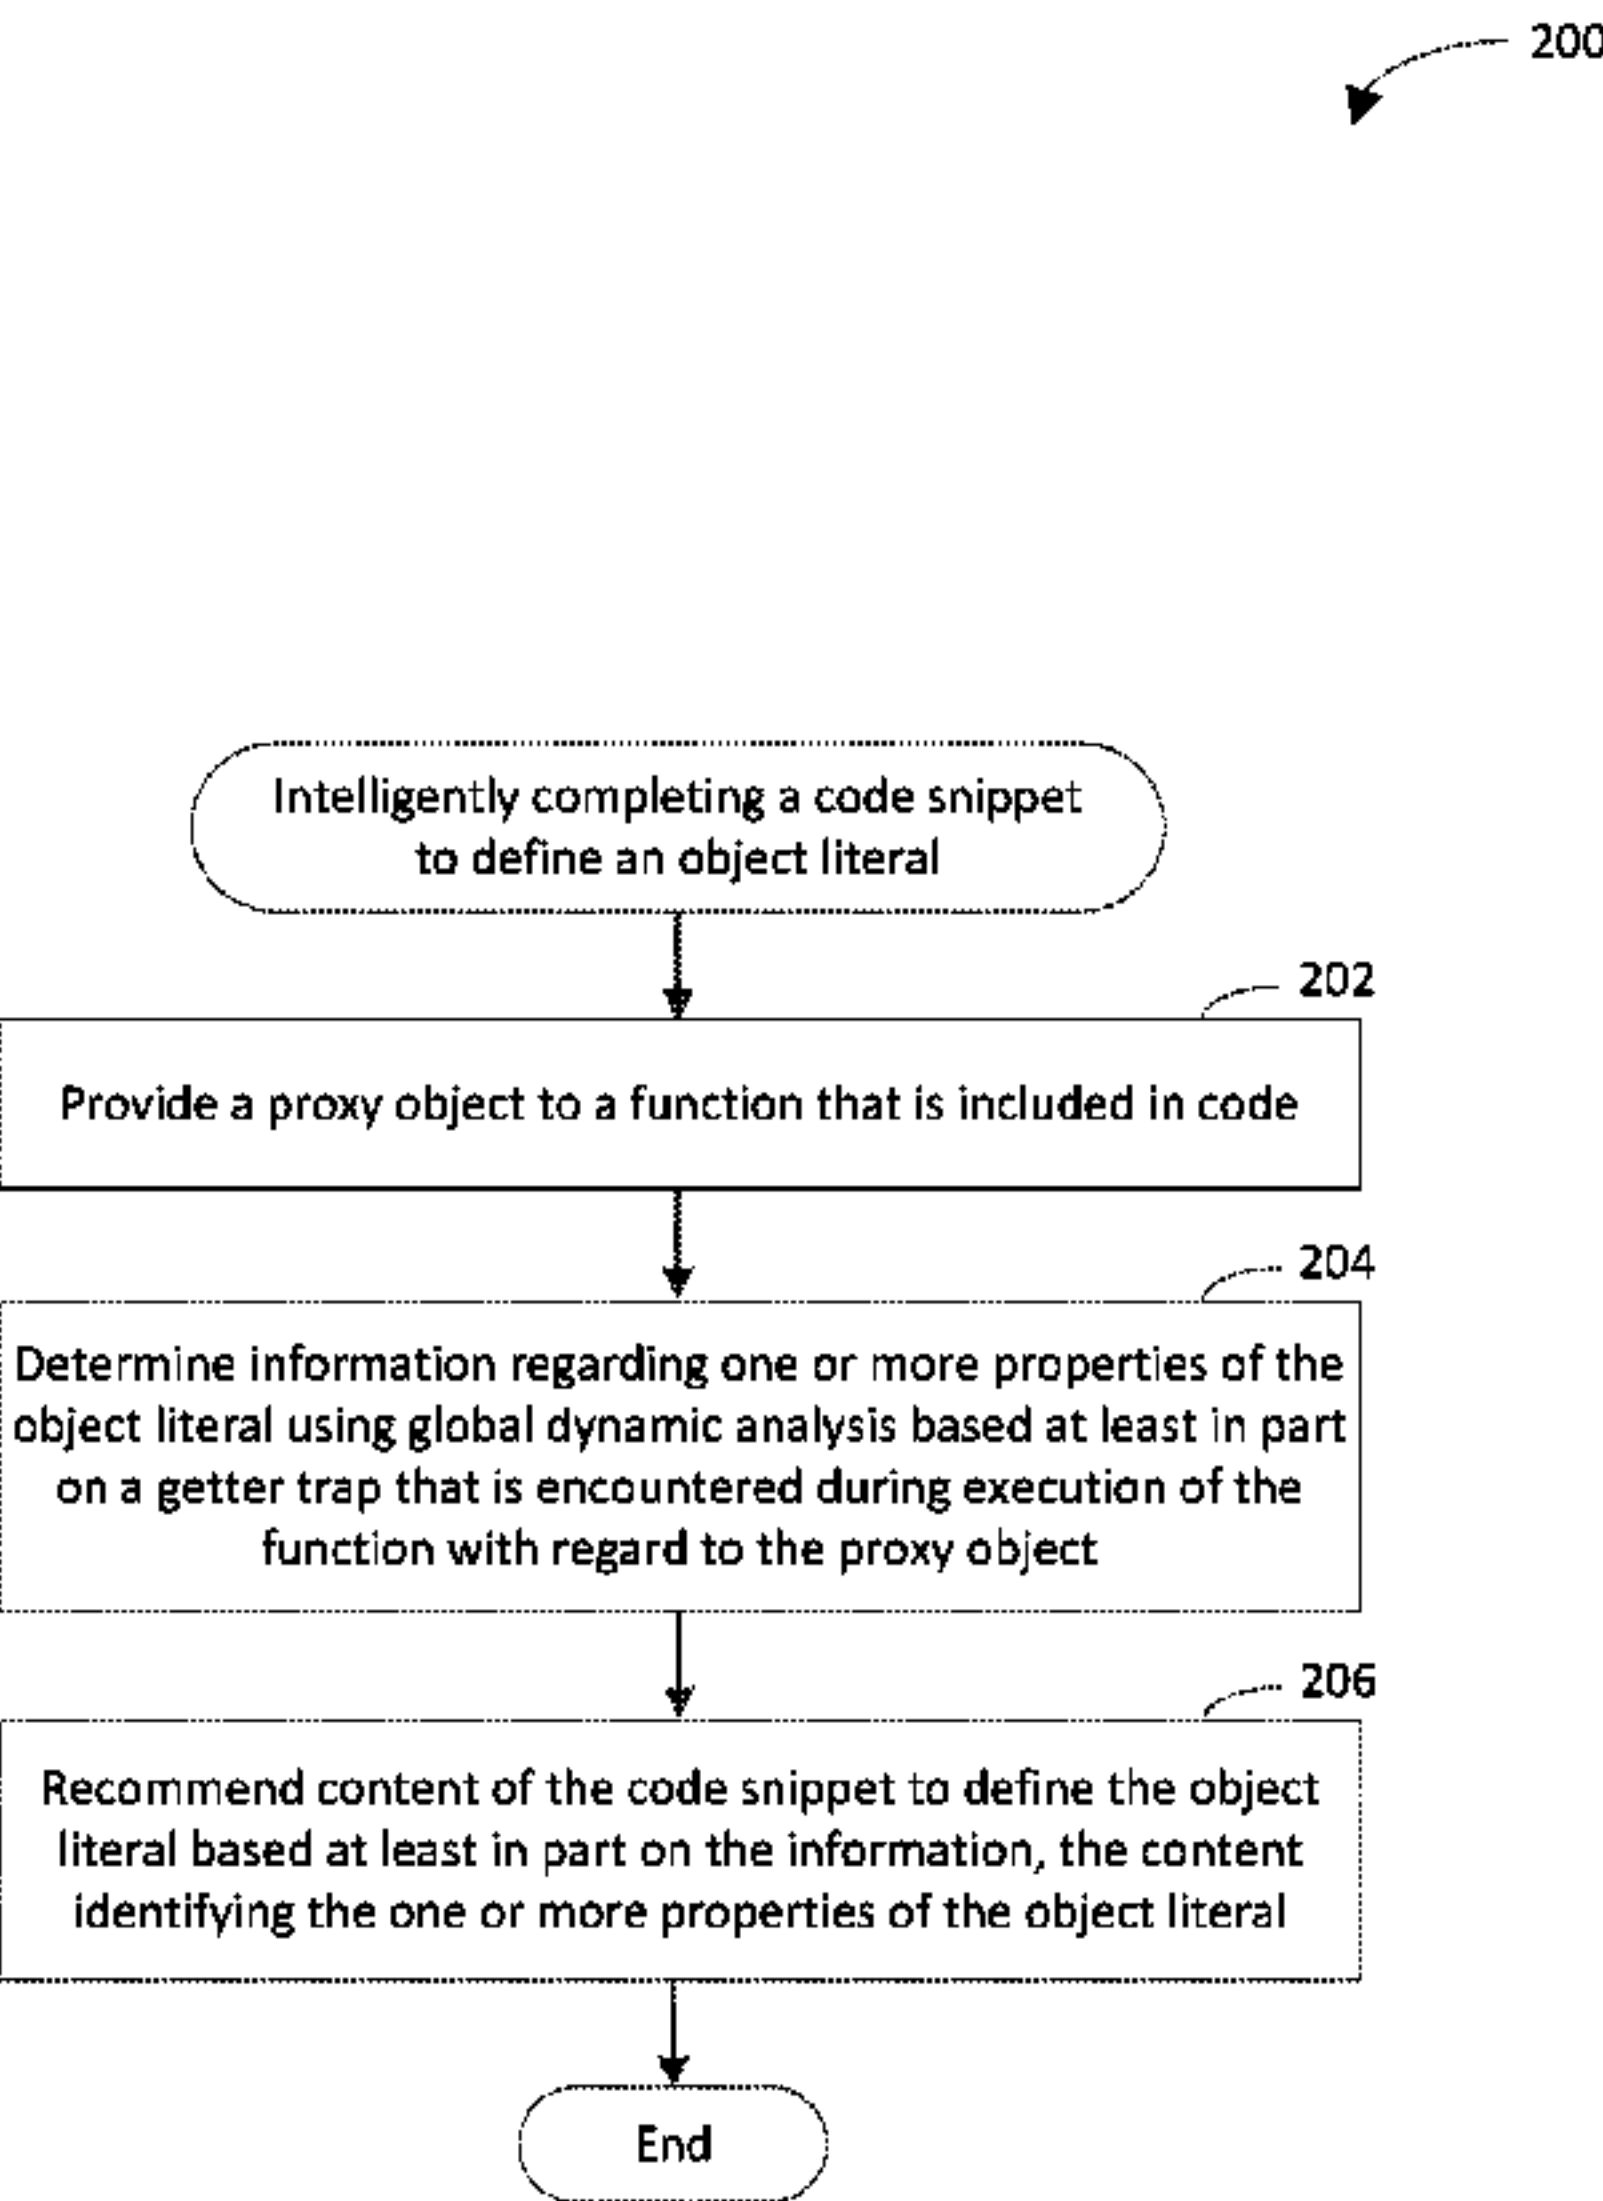 200
Intelligently completing a code snippet
to define an object literal
202
Provide a proxy object to a function that is included in code
204
Determine information regarding one or more properties of the
object literal using global dynamic analysis based at least in part
on a getter trap that is encountered during execution of the
function with regard to the proxy object
206
Recommend content of the code snippet to define the object
literal based at least in part on the information, the content
identifying the one or more properties of the object literal
End